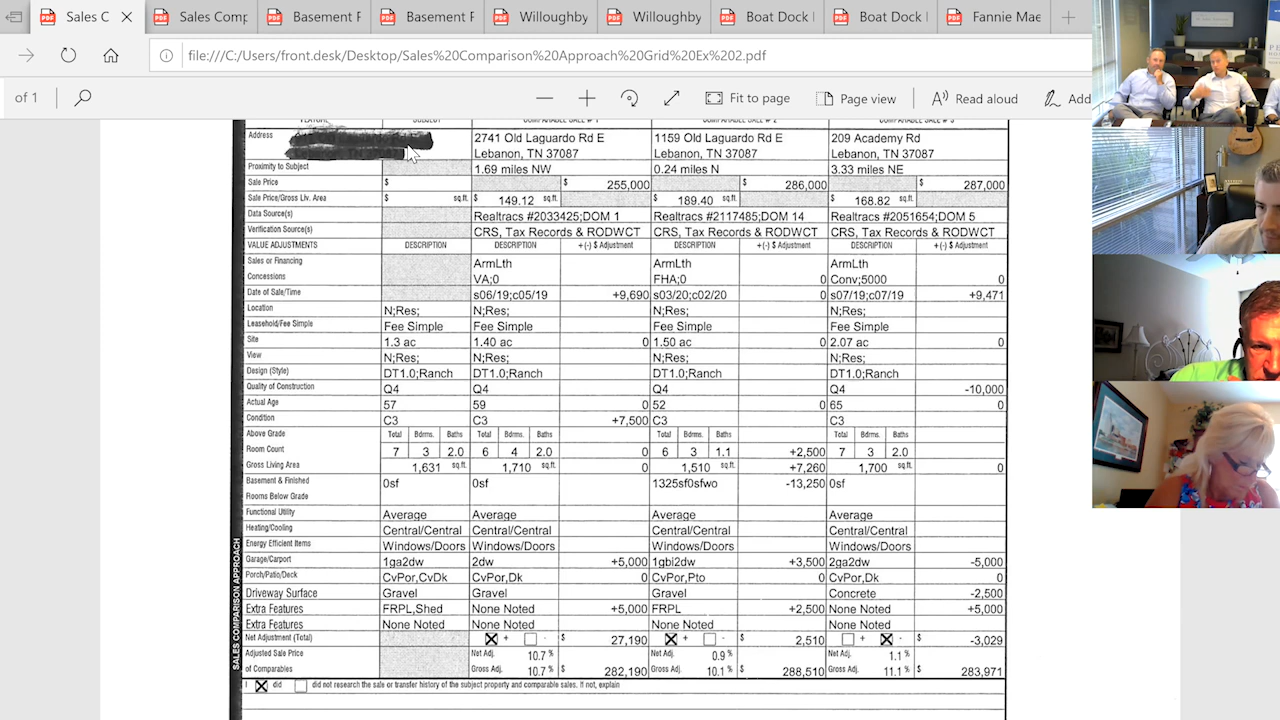 Sales C
Sales Comp
Basement F
Basement F
Willoughby
Willoughby
Boat Dock
Boat Dock
Fannie Mae
file:///C:/Users/front.desk/Desktop/Sales%20Comparison%20Approach%20Grid%20Ex%202.pdf
of 1
Fit to page
Page view
Read aloud
Add
Address 2741 Old Laguardo Rd E 1159 Old Laguardo Rd E 209 Academy Rd
Lebanon, TN 37087 Lebanon, TN 37087 Lebanon, TN 37087
Proximity to Subject 1.69 miles NW 0.24 miles N 3.33 miles NE
Sale Price $ $ 255,000 $ 286,000 $ 287,000
Sale Price/Gross Liv. Area $ sq.ft. $ 149.12 sq.ft. $ 189.40 sq.ft. $ 168.82 sq.ft.
Data Source(s) Realtracs #2033425;DOM 1 Realtracs #2117485;DOM 14 Realtracs #2051654;DOM 5
Verification Source(s) CRS, Tax Records & RODWCT CRS, Tax Records & RODWCT CRS, Tax Records & RODWCT
VALUE ADJUSTMENTS DESCRIPTION DESCRIPTION +(-) $ Adjustment DESCRIPTION +(-) $ Adjustment DESCRIPTION +(-) $ Adjustment
Sales or Financing ArmLth ArmLth ArmLth
Concessions VA;0 FHA;0 0 Conv;5000 0
Date of Sale/Time s06/19;c05/19 +9,690 s03/20;c02/20 0 s07/19;c07/19 +9,471
Location N;Res; N;Res; N;Res; N;Res;
Leasehold/Fee Simple Fee Simple Fee Simple Fee Simple Fee Simple
Site 1.3 ac 1.40 ac 0 1.50 ac 0 2.07 ac 0
View N;Res; N;Res; N;Res; N;Res;
Design (Style) DT1.0;Ranch DT1.0;Ranch DT1.0;Ranch DT1.0;Ranch
Quality of Construction Q4 Q4 Q4 Q4 -10,000
Actual Age 57 59 0 52 0 65 0
Condition C3 C3 +7,500 C3 C3
Above Grade Total Bdrms. Baths Total Bdrms. Baths Total Bdrms. Baths Total Bdrms. Baths
Room Count 7 3 2.0 6 4 2.0 0 6 3 1.1 +2,500 7 3 2.0
Gross Living Area 1,631 sq.ft. 1,710 sq.ft. 0 1,510 sq.ft. +7,260 1,700 sq.ft. 0
Basement & Finished 0sf 0sf 1325sf0sfwo -13,250 0sf
Rooms Below Grade
Functional Utility Average Average Average Average
Heating/Cooling Central/Central Central/Central Central/Central Central/Central
Energy Efficient Items Windows/Doors Windows/Doors Windows/Doors Windows/Doors
Garage/Carport 1ga2dw 2dw +5,000 1gbi2dw +3,500 2ga2dw -5,000
Porch/Patio/Deck CvPor,CvDk CvPor,Dk 0 CvPor,Pto 0 CvPor,Dk 0
Driveway Surface Gravel Gravel Gravel Concrete -2,500
Extra Features FRPL,Shed None Noted +5,000 FRPL +2,500 None Noted +5,000
Extra Features None Noted None Noted None Noted None Noted
Net Adjustment (Total) + - $ 27,190 + - $ 2,510 + - $ -3,029
Adjusted Sale Price Net Adj. 10.7 % Net Adj. 0.9 % Net Adj. 1.1 %
of Comparables Gross Adj. 10.7 % $ 282,190 Gross Adj. 10.1 % $ 288,510 Gross Adj. 11.1 % $ 283,971
I did did not research the sale or transfer history of the subject property and comparable sales. If not, explain
SALES COMPARISON APPROACH